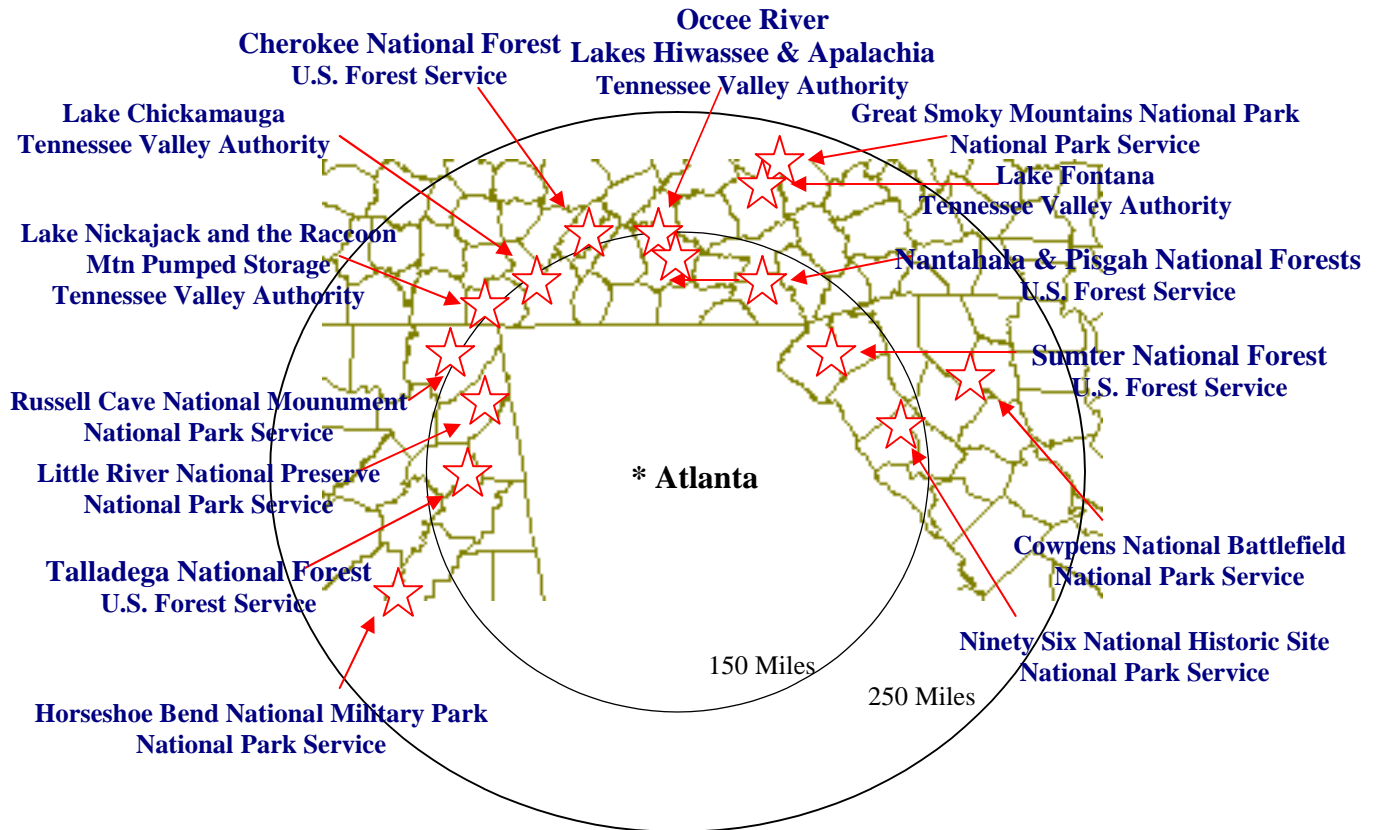 Occee River
Lakes Hiwassee & Apalachia
Tennessee Valley Authority
Cherokee National Forest
U.S. Forest Service
Lake Chickamauga
Tennessee Valley Authority
Great Smoky Mountains National Park
National Park Service
Lake Fontana
Tennessee Valley Authority
Lake Nickajack and the Raccoon
Mtn Pumped Storage
Tennessee Valley Authority
Nantahala & Pisgah National Forests
U.S. Forest Service
Sumter National Forest
U.S. Forest Service
Russell Cave National Mounument
National Park Service
Little River National Preserve
National Park Service
* Atlanta
Cowpens National Battlefield
National Park Service
Talladega National Forest
U.S. Forest Service
Ninety Six National Historic Site
National Park Service
150 Miles
250 Miles
Horseshoe Bend National Military Park
National Park Service